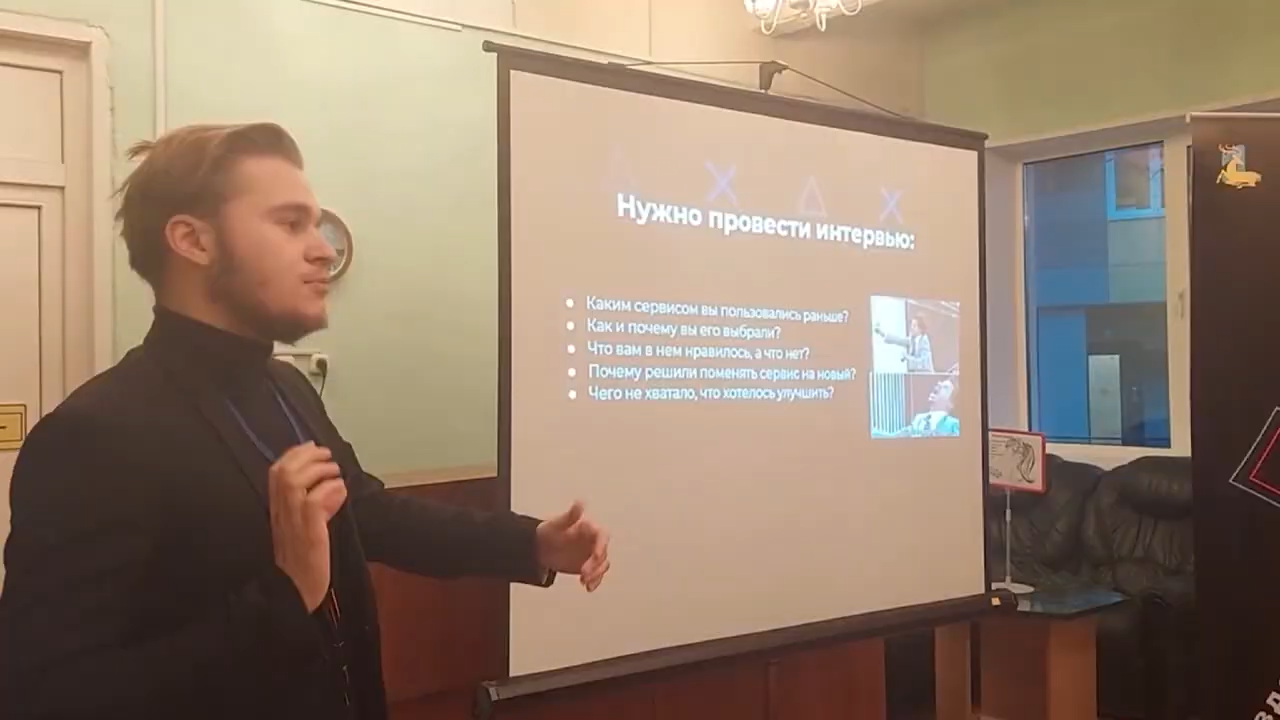 Нужно провести интервью:
Каким сервисом вы пользовались раньше?
Как и почему вы его выбрали?
Что вам в нем нравилось, а что нет?
Почему решили поменять сервис на новый?
Чего не хватало, что хотелось улучшить?